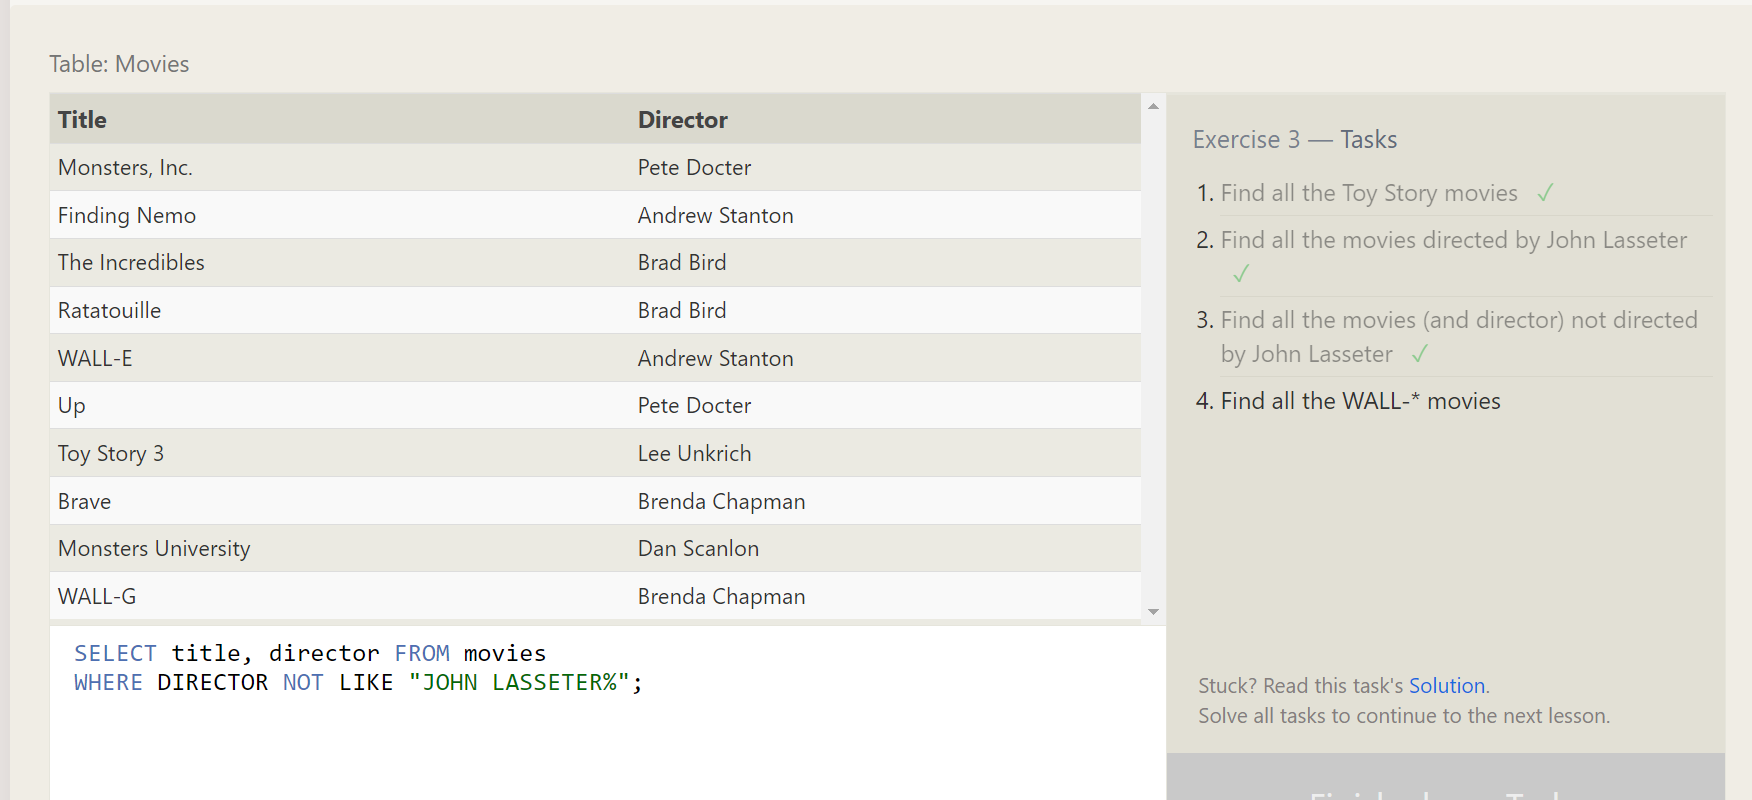 Table: Movies
Title Director
Monsters, Inc. Pete Docter
Finding Nemo Andrew Stanton
The Incredibles Brad Bird
Ratatouille Brad Bird
WALL-E Andrew Stanton
Up Pete Docter
Toy Story 3 Lee Unkrich
Brave Brenda Chapman
Monsters University Dan Scanlon
WALL-G Brenda Chapman
SELECT title, director FROM movies
WHERE DIRECTOR NOT LIKE "JOHN LASSETER%";
Exercise 3 — Tasks
1. Find all the Toy Story movies ✓
2. Find all the movies directed by John Lasseter
✓
3. Find all the movies (and director) not directed
by John Lasseter ✓
4. Find all the WALL-* movies
Stuck? Read this task's Solution.
Solve all tasks to continue to the next lesson.